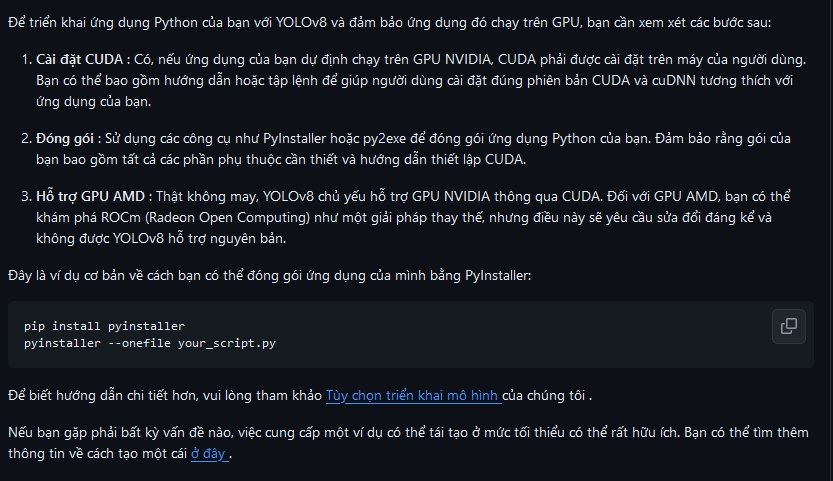 Để triển khai ứng dụng Python của bạn với YOLOv8 và đảm bảo ứng dụng đó chạy trên GPU, bạn cần xem xét các bước sau:
1. Cài đặt CUDA : Có, nếu ứng dụng của bạn dự định chạy trên GPU NVIDIA, CUDA phải được cài đặt trên máy của người dùng.
Bạn có thể bao gồm hướng dẫn hoặc tập lệnh để giúp người dùng cài đặt đúng phiên bản CUDA và cuDNN tương thích với
ứng dụng của bạn.
2. Đóng gói : Sử dụng các công cụ như PyInstaller hoặc py2exe để đóng gói ứng dụng Python của bạn. Đảm bảo rằng gói của
bạn bao gồm tất cả các phần phụ thuộc cần thiết và hướng dẫn thiết lập CUDA.
3. Hỗ trợ GPU AMD : Thật không may, YOLOv8 chủ yếu hỗ trợ GPU NVIDIA thông qua CUDA. Đối với GPU AMD, bạn có thể
khám phá ROCm (Radeon Open Computing) như một giải pháp thay thế, nhưng điều này sẽ yêu cầu sửa đổi đáng kể và
không được YOLOv8 hỗ trợ nguyên bản.
Đây là ví dụ cơ bản về cách bạn có thể đóng gói ứng dụng của mình bằng PyInstaller:
pip install pyinstaller
pyinstaller --onefile your_script.py
Để biết hướng dẫn chi tiết hơn, vui lòng tham khảo Tùy chọn triển khai mô hình của chúng tôi .
Nếu bạn gặp phải bất kỳ vấn đề nào, việc cung cấp một ví dụ có thể tái tạo ở mức tối thiểu có thể rất hữu ích. Bạn có thể tìm thêm
thông tin về cách tạo một cái ở đây .